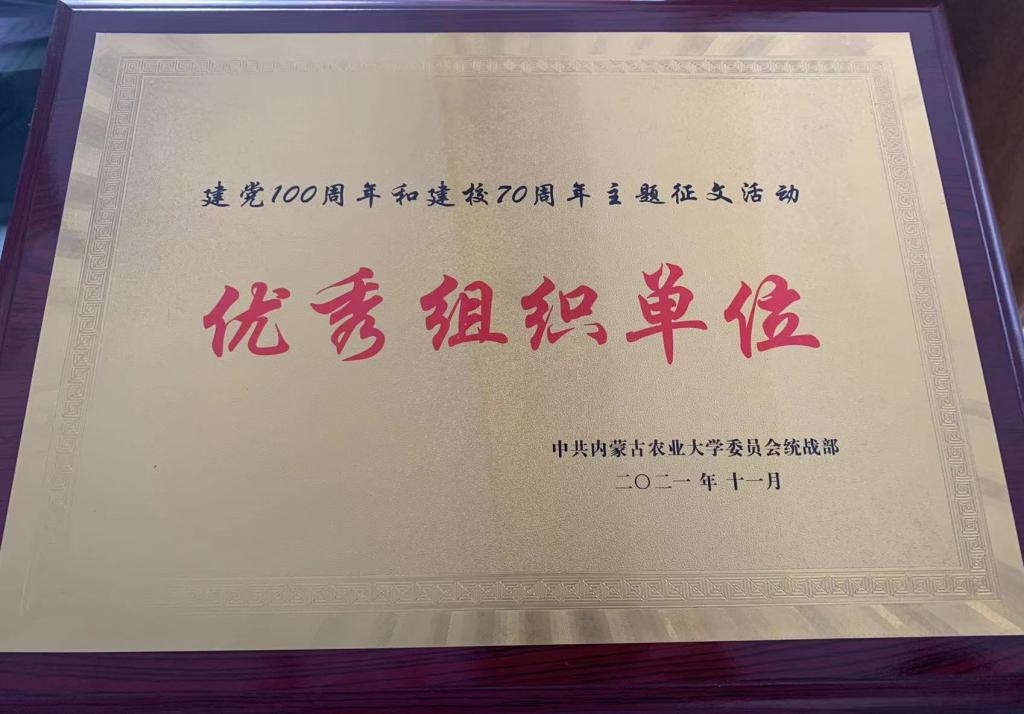 建党100周年和建校70周年主题征文活动
优秀组织单位
中共内蒙古农业大学委员会统战部
二〇二一年十一月